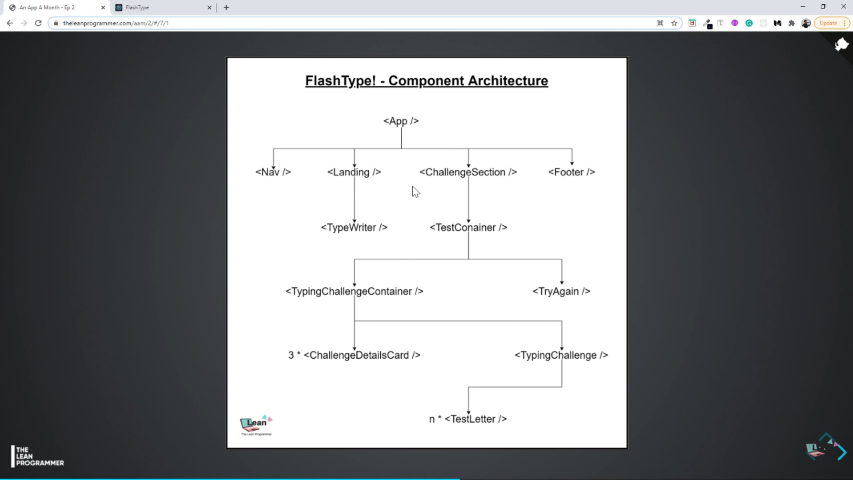 An App A Month - Ep 2
FlashType
theleanprogrammer.com/aam/2/#/7/1
Update
FlashType! - Component Architecture
<App />
<Nav /> <Landing /> <ChallengeSection /> <Footer />
<TypeWriter /> <TestConainer />
<TypingChallengeContainer /> <TryAgain />
3 * <ChallengeDetailsCard /> <TypingChallenge />
n * <TestLetter />
Lean
The Lean Programmer
THE
LEAN
PROGRAMMER